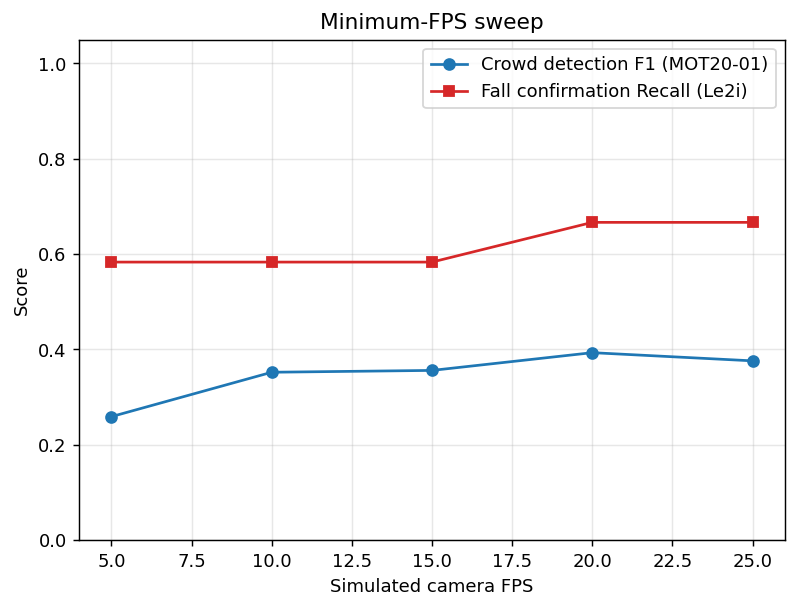 Minimum-FPS sweep
Crowd detection F1 (MOT20-01)
Fall confirmation Recall (Le2i)
1.0
0.8
0.6
0.4
0.2
0.0
Score
5.0 7.5 10.0 12.5 15.0 17.5 20.0 22.5 25.0
Simulated camera FPS